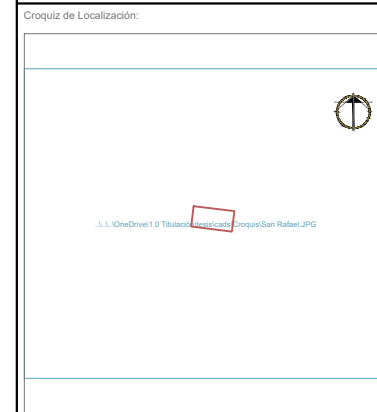 Croquiz de Localización:
..\..\..\OneDrive\1.0 Titulación\tesis\cads\Croquis\San Rafael.JPG